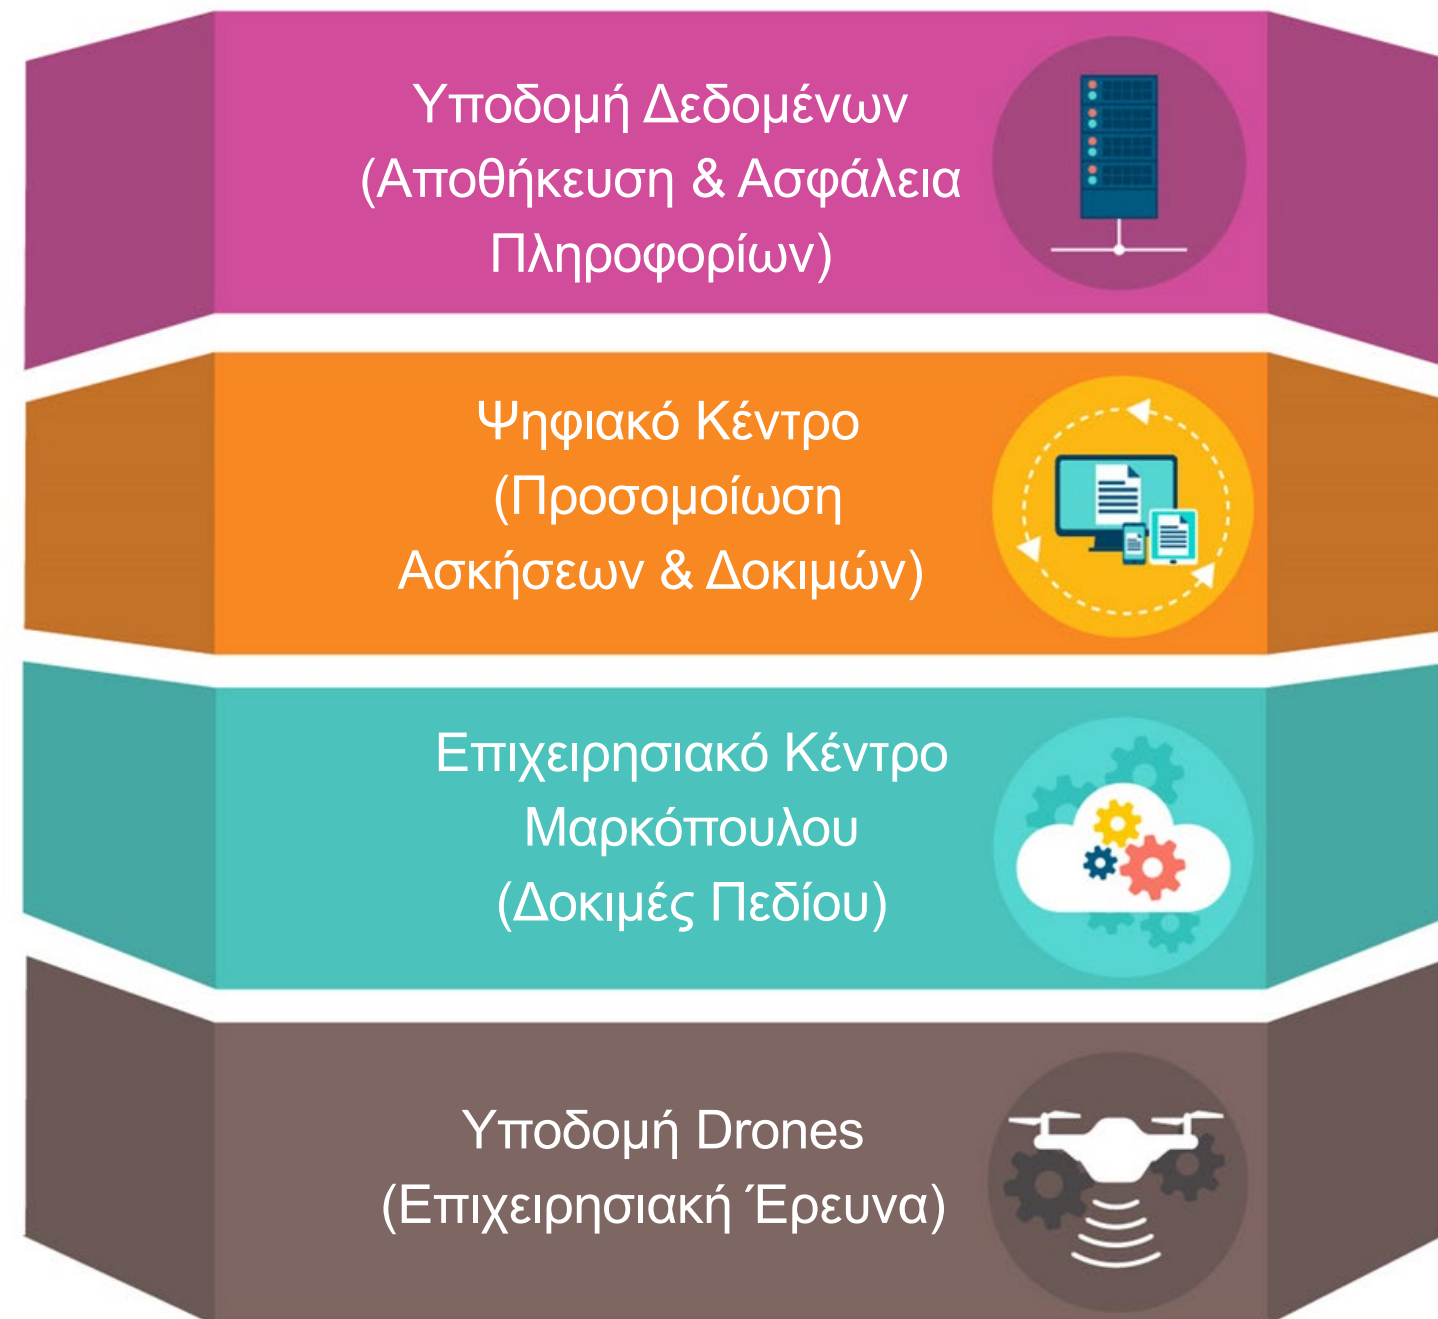 Υποδομή Δεδομένων
(Αποθήκευση & Ασφάλεια
Πληροφορίων)
Ψηφιακό Κέντρο
(Προσομοίωση
Ασκήσεων & Δοκιμών)
Επιχειρησιακό Κέντρο
Μαρκόπουλου
(Δοκιμές Πεδίου)
Υποδομή Drones
(Επιχειρησιακή Έρευνα)